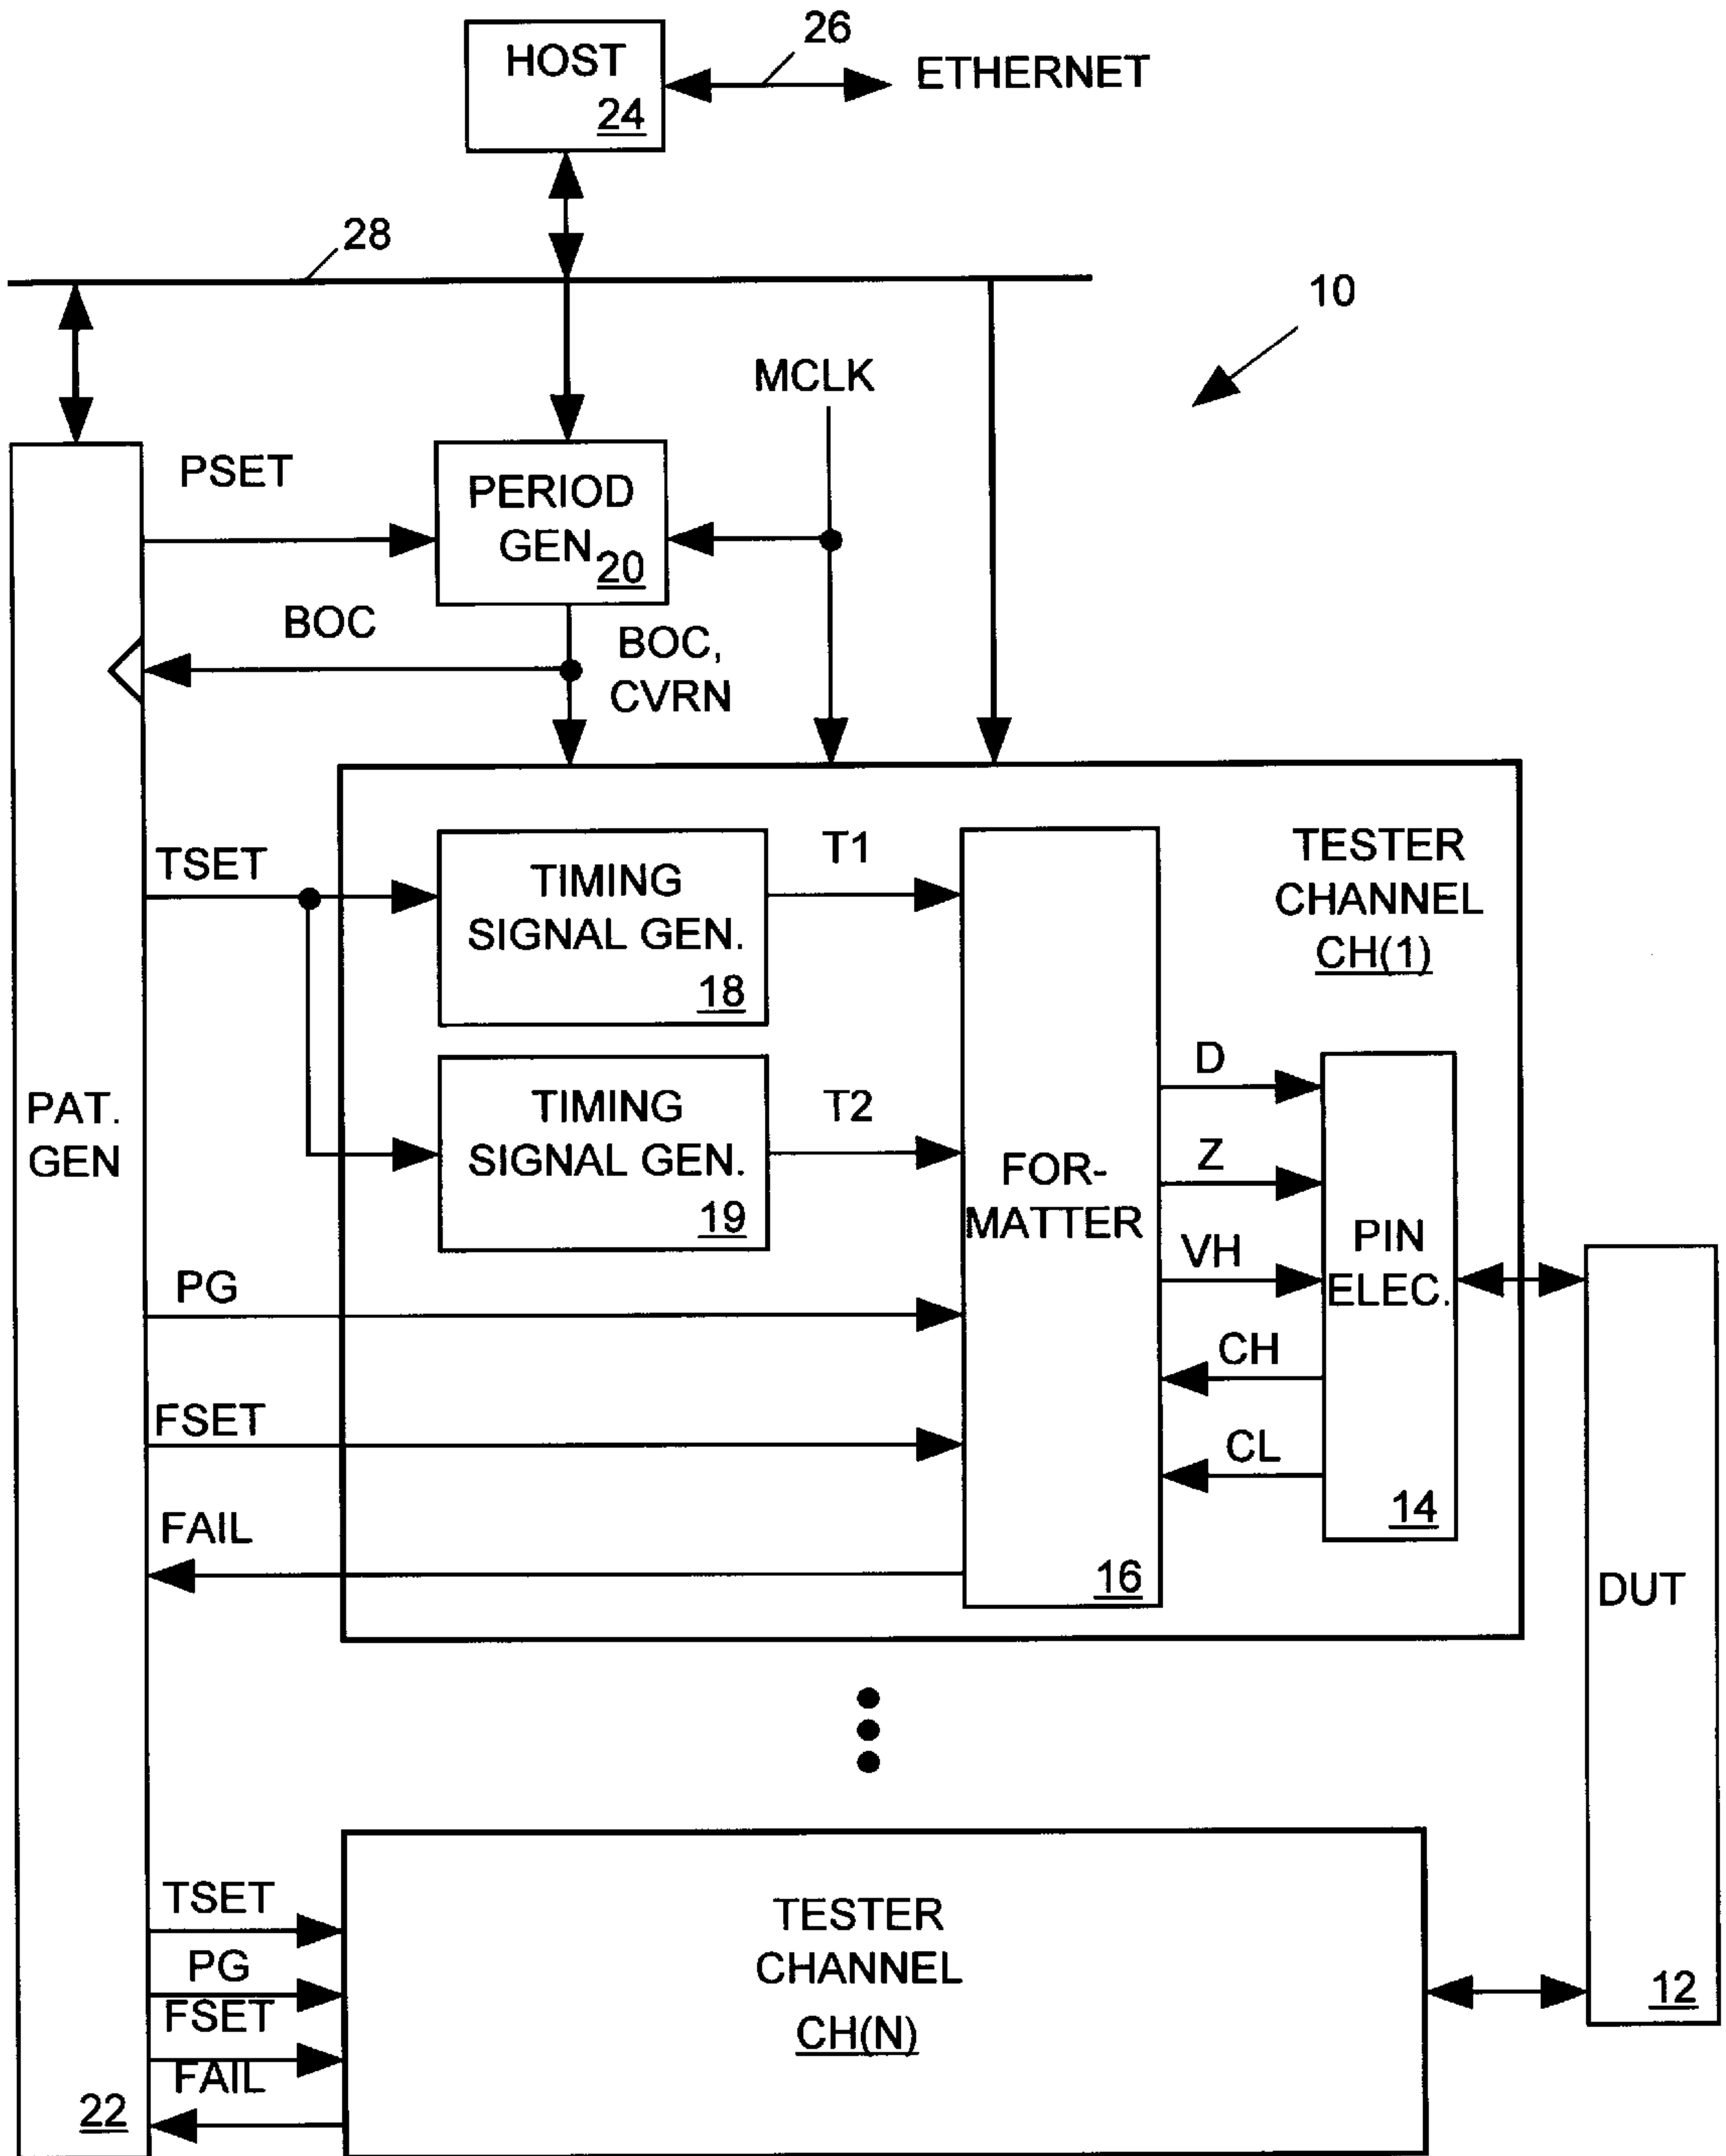 HOST
24
26
ETHERNET
28
10
MCLK
PSET
PERIOD
GEN
20
BOC
BOC,
CVRN
TSET
TIMING
SIGNAL GEN.
18
T1
TESTER
CHANNEL
CH(1)
TIMING
SIGNAL GEN.
19
T2
PAT.
GEN
FOR-
MATTER
D
Z
VH
CH
CL
PIN
ELEC.
14
PG
FSET
FAIL
16
DUT
TSET
PG
FSET
FAIL
TESTER
CHANNEL
CH(N)
12
22